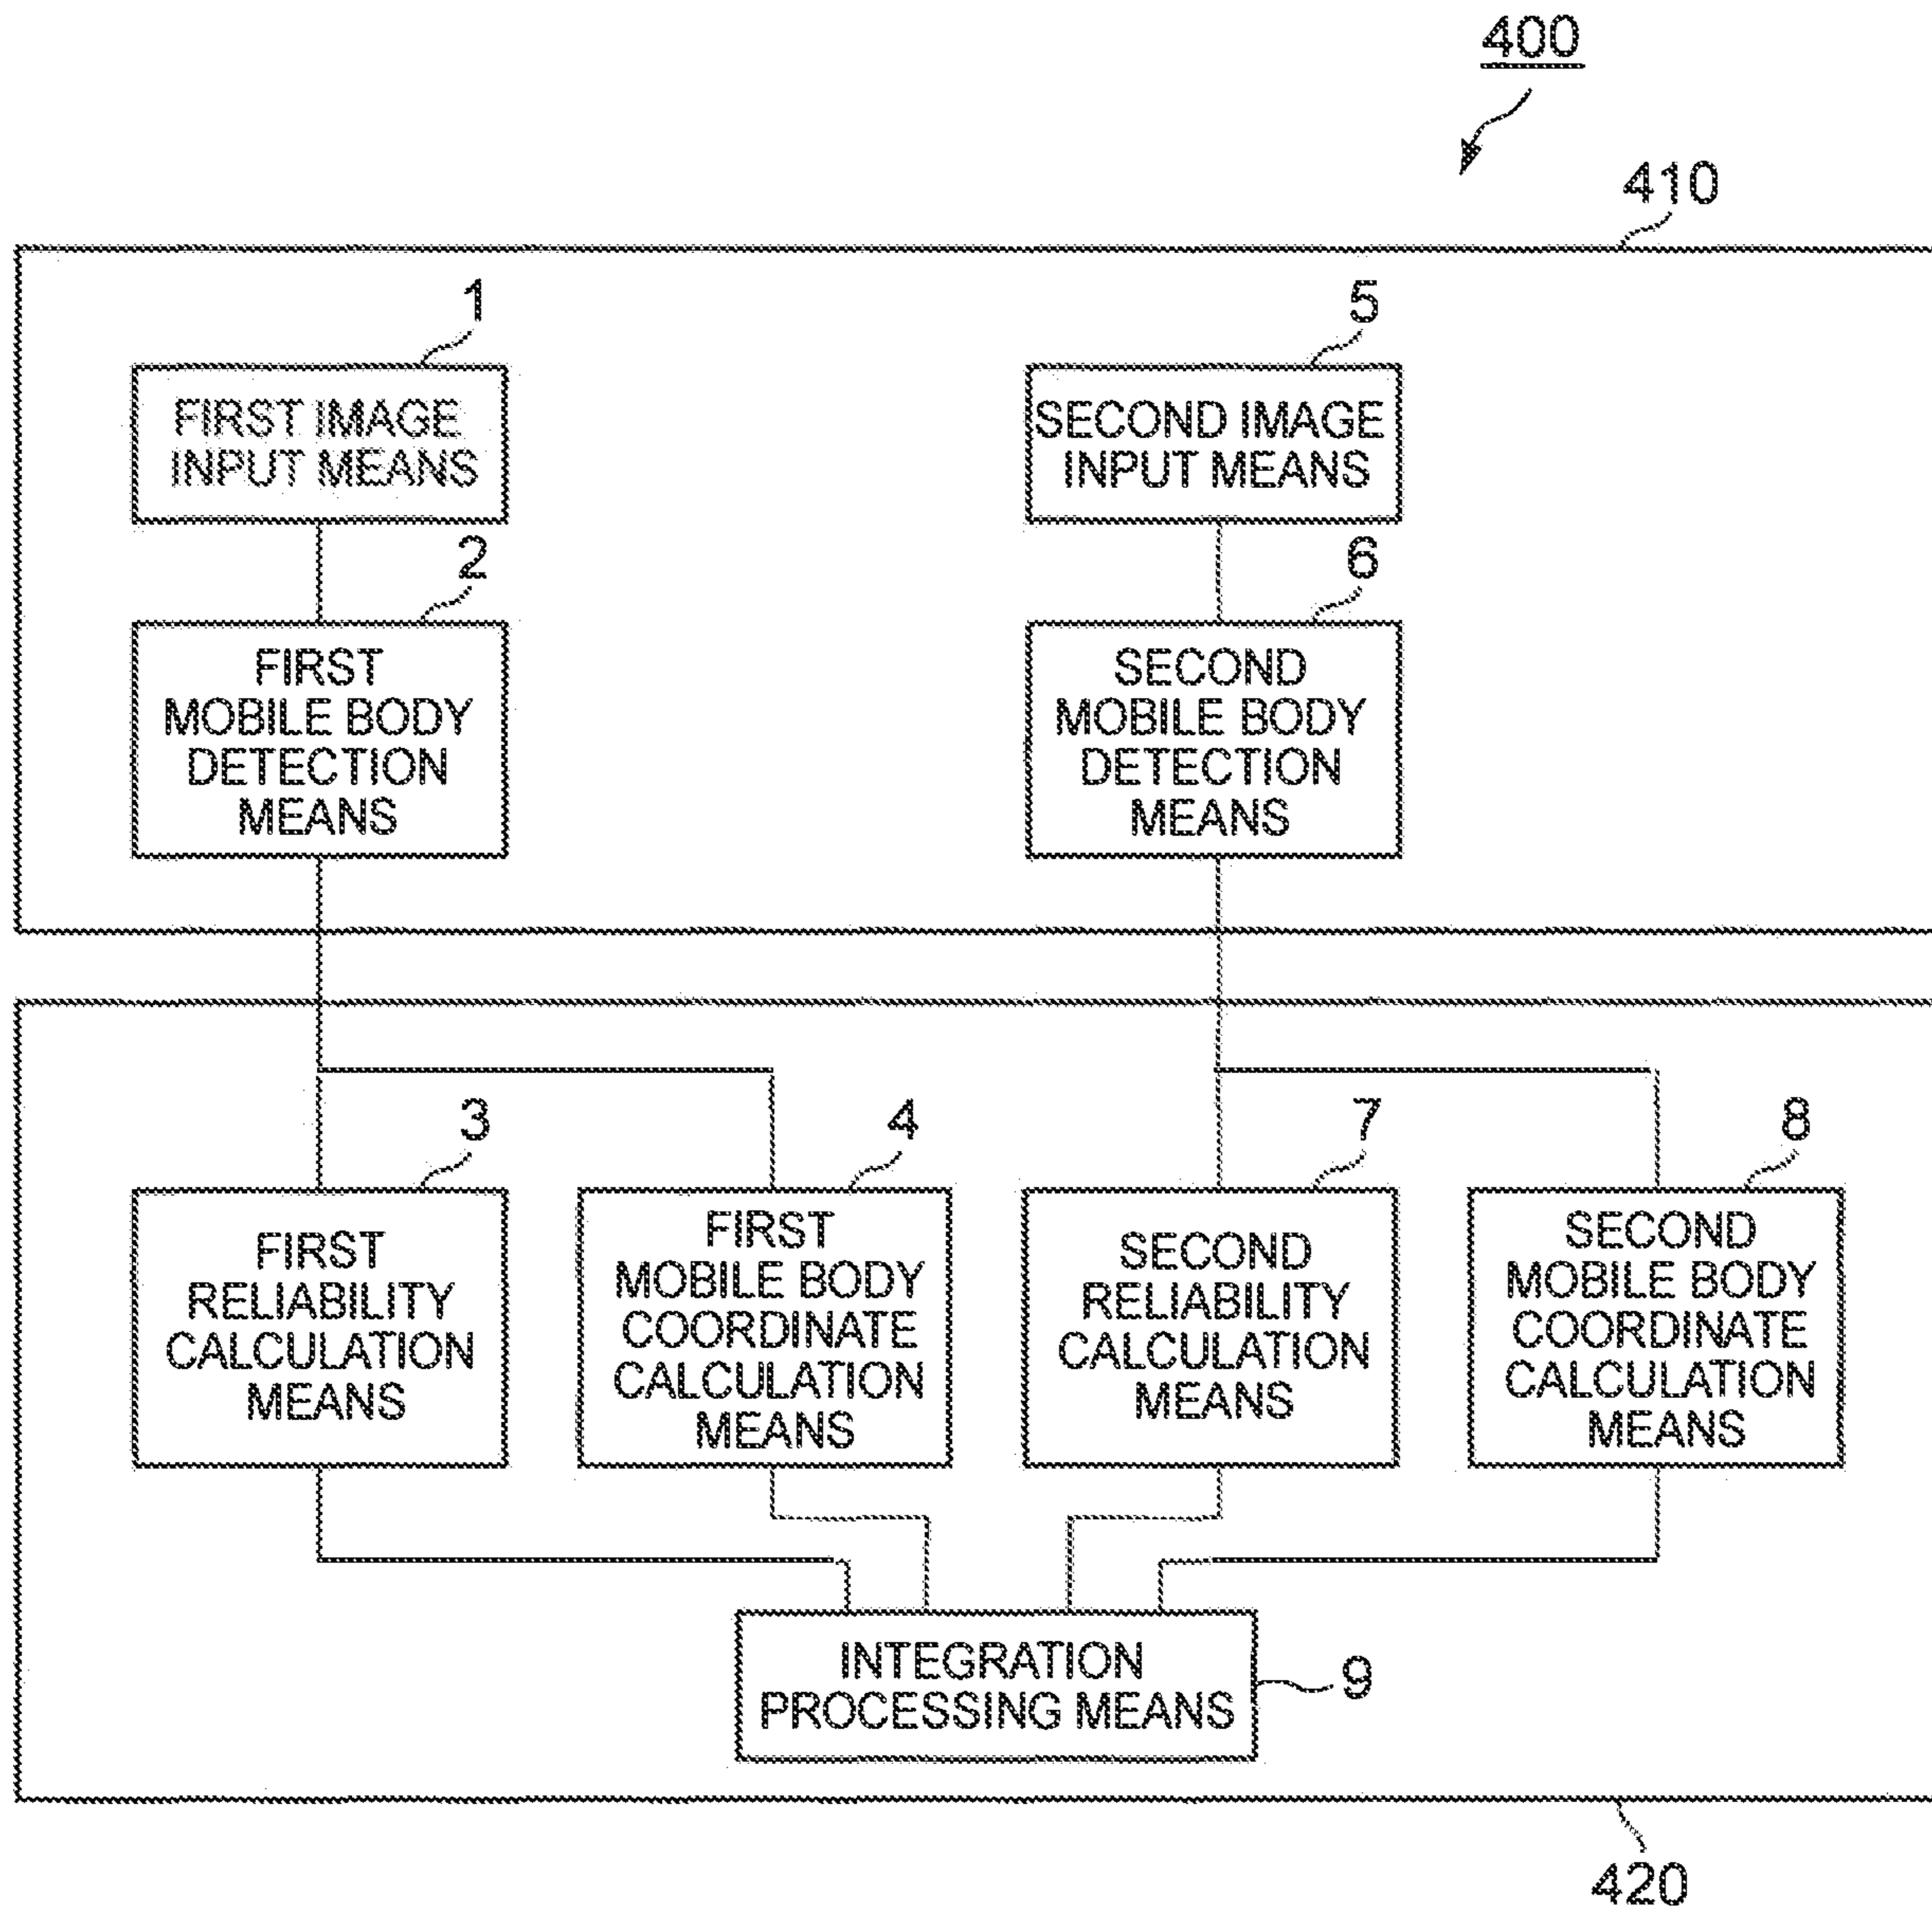 400
410
1
5
FIRST IMAGE
INPUT MEANS
SECOND IMAGE
INPUT MEANS
2
6
FIRST
MOBILE BODY
DETECTION
MEANS
SECOND
MOBILE BODY
DETECTION
MEANS
3
4
7
8
FIRST
RELIABILITY
CALCULATION
MEANS
FIRST
MOBILE BODY
COORDINATE
CALCULATION
MEANS
SECOND
RELIABILITY
CALCULATION
MEANS
SECOND
MOBILE BODY
COORDINATE
CALCULATION
MEANS
INTEGRATION
PROCESSING MEANS
9
420